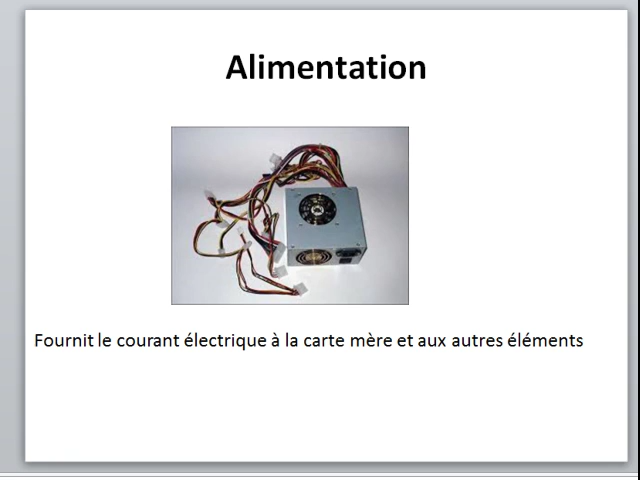 Alimentation
Fournit le courant électrique à la carte mère et aux autres éléments